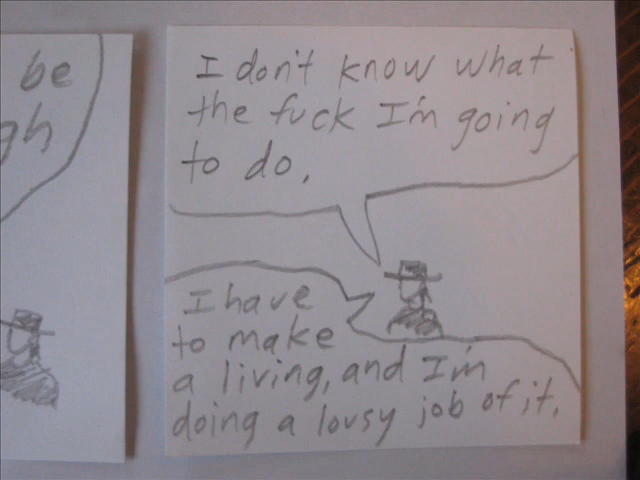 be
gh
I don't know what
the fuck I'm going
to do.
I have
to make
a living, and I'm
doing a lousy job of it.